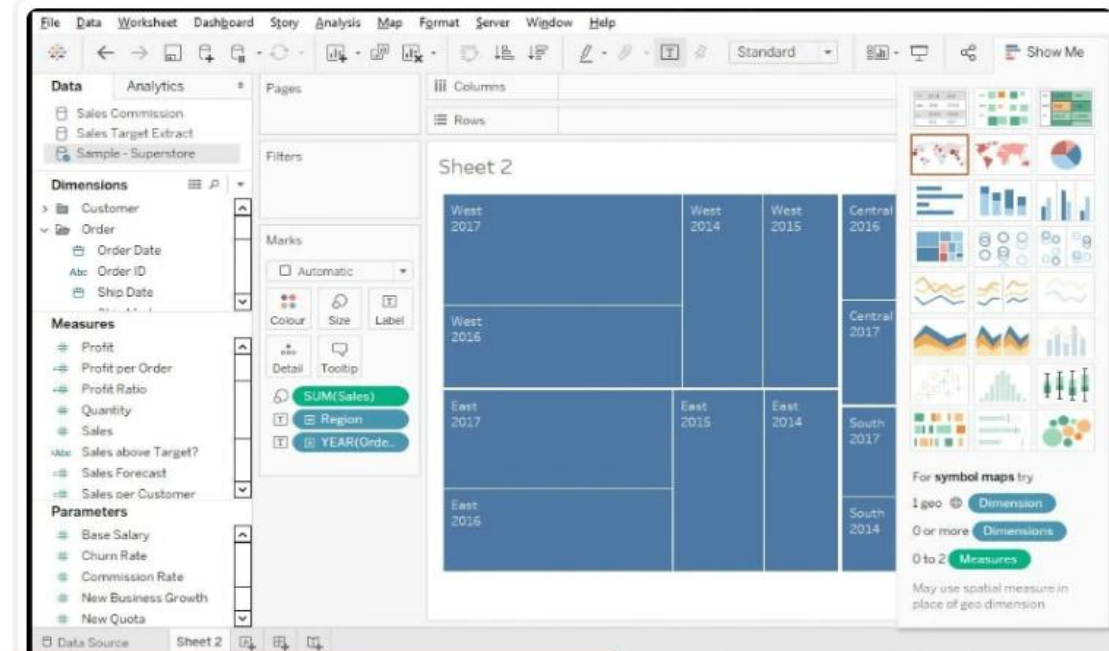 File Data Worksheet Dashboard Story Analysis Map Format Server Window Help
Standard
Show Me
Data Analytics
Sales Commission
Sales Target Extract
Sample - Superstore
Dimensions
Customer
Order
Order Date
Abc Order ID
Ship Date
Measures
Profit
Profit per Order
Profit Ratio
Quantity
Sales
Sales above Target?
Sales Forecast
Sales per Customer
Parameters
Base Salary
Churn Rate
Commission Rate
New Business Growth
New Quota
Pages
Filters
Marks
Automatic
Colour Size Label
Detail Tooltip
SUM(Sales)
Region
YEAR(Orde..
Columns
Rows
Sheet 2
West
2017
West
2014
West
2015
Central
2016
West
2016
Central
2017
East
2017
East
2015
East
2014
South
2017
East
2016
South
2014
For symbol maps try
1 geo Dimension
0 or more Dimensions
0 to 2 Measures
May use spatial measure in
place of geo dimension
Data Source Sheet 2